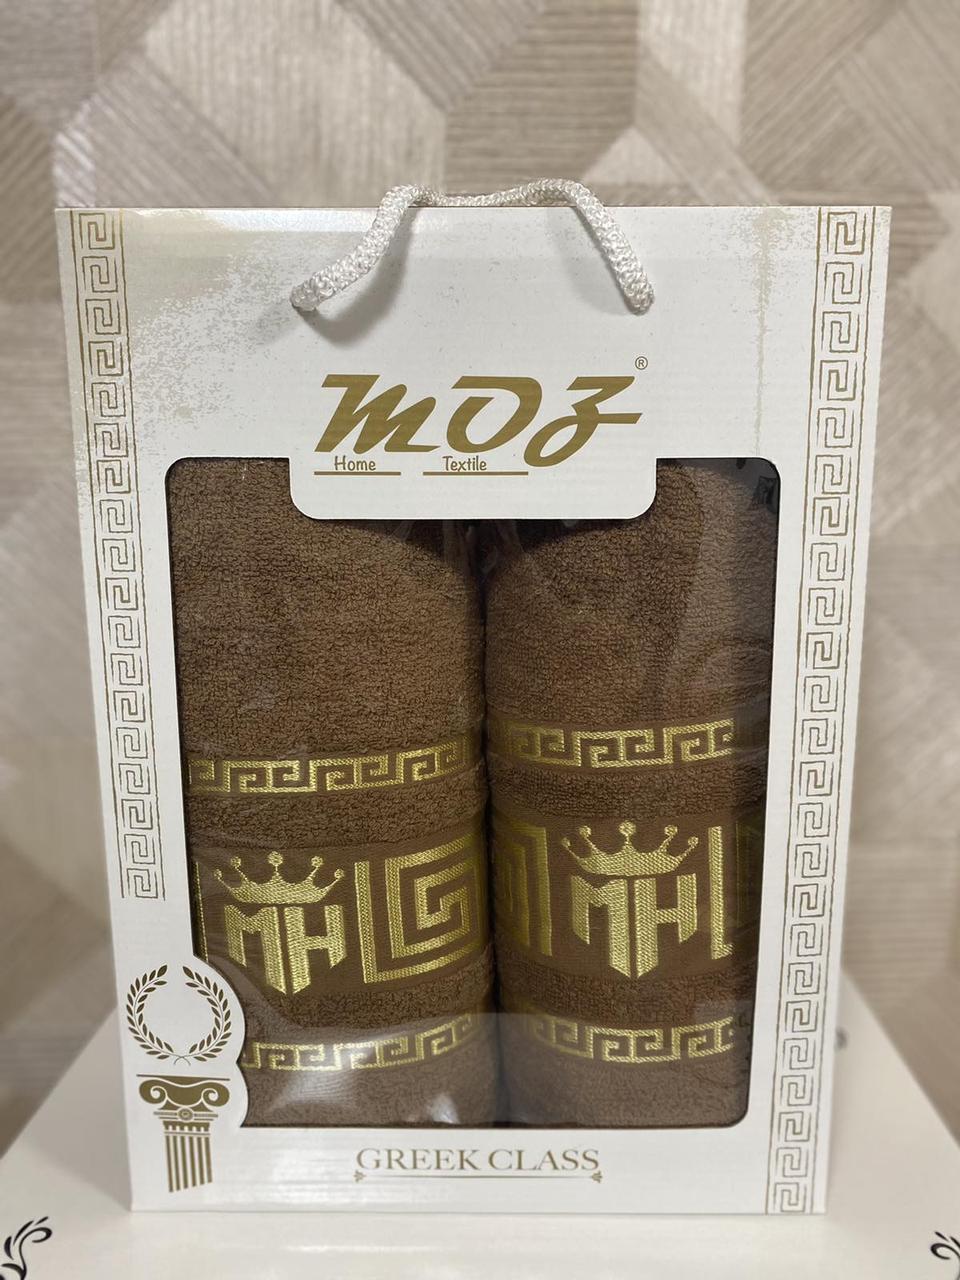 moz®
Home Textile
MH MH
GREEK CLASS